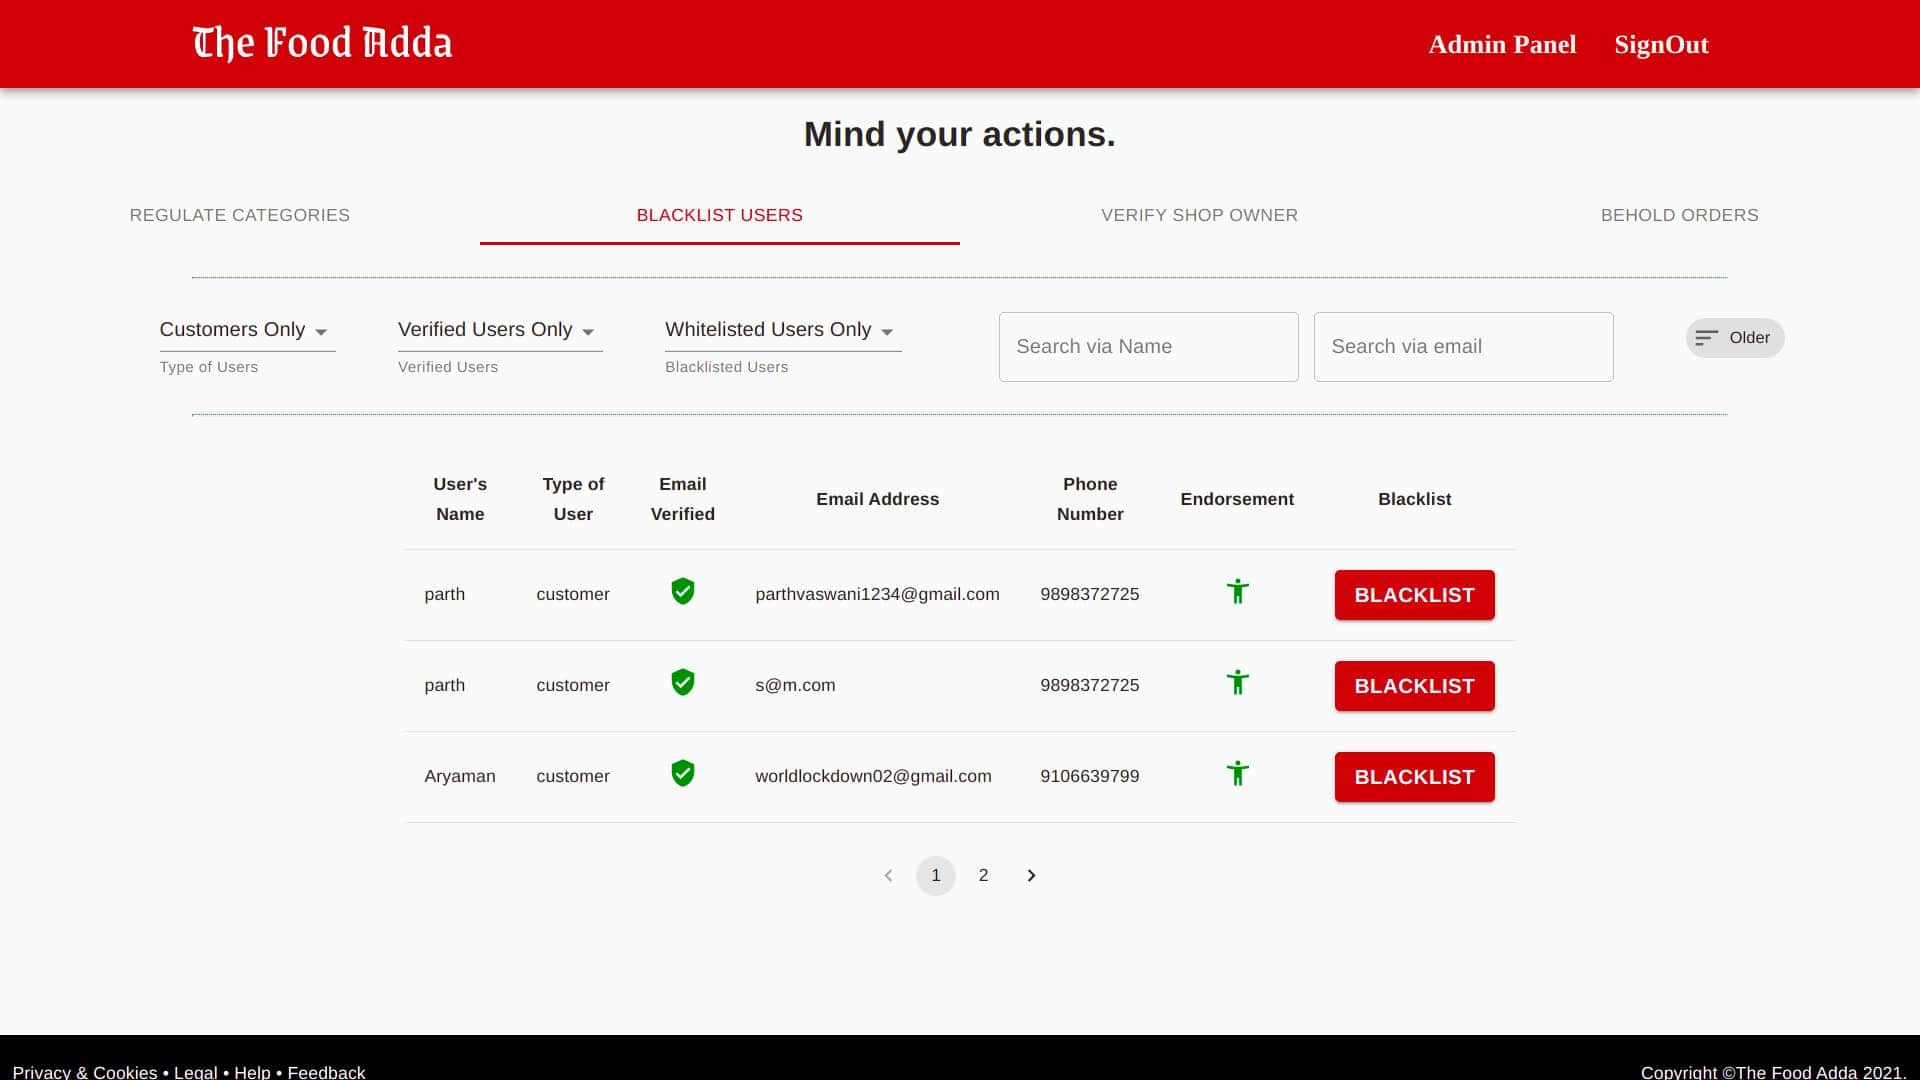 The Food Adda
Admin Panel SignOut
Mind your actions.
REGULATE CATEGORIES BLACKLIST USERS VERIFY SHOP OWNER BEHOLD ORDERS
Customers Only Verified Users Only Whitelisted Users Only Search via Name Search via email Older
Type of Users Verified Users Blacklisted Users
User's Name Type of User Email Verified Email Address Phone Number Endorsement Blacklist
parth customer parthvaswani1234@gmail.com 9898372725 BLACKLIST
parth customer s@m.com 9898372725 BLACKLIST
Aryaman customer worldlockdown02@gmail.com 9106639799 BLACKLIST
1 2
Privacy & Cookies • Legal • Help • Feedback Copyright ©The Food Adda 2021.